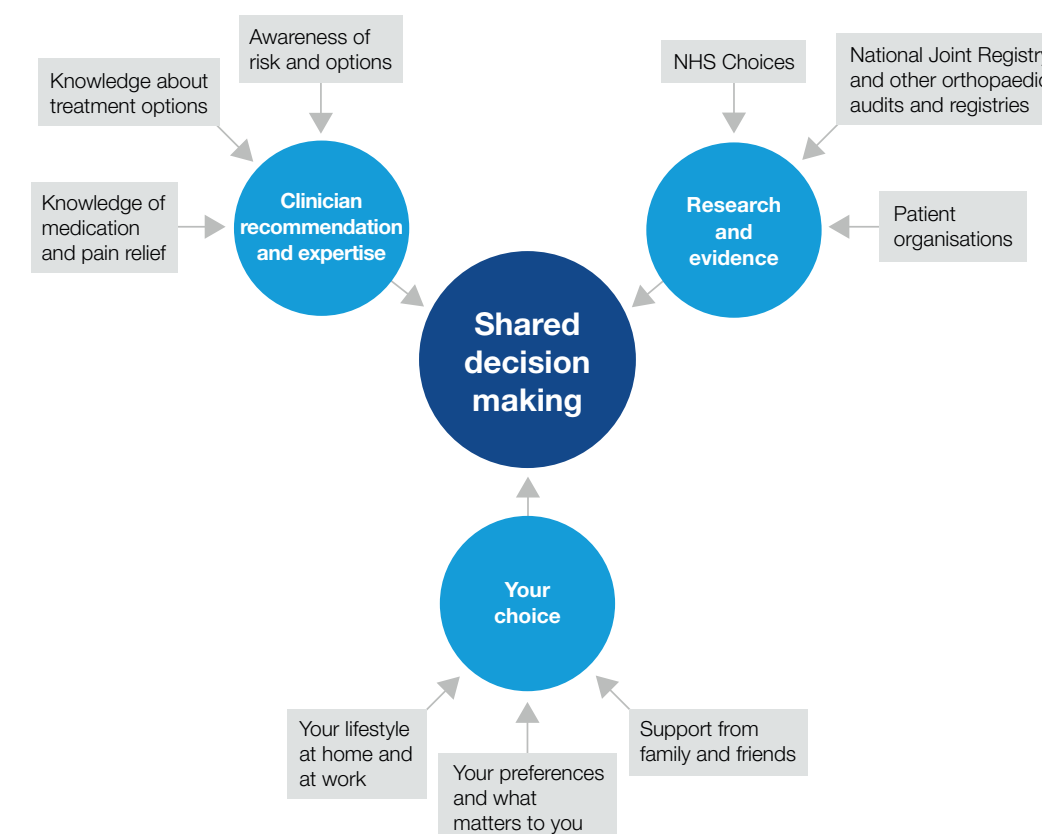 Awareness of
risk and options
Knowledge about
treatment options
Knowledge of
medication
and pain relief
Clinician
recommendation
and expertise
NHS Choices
National Joint Registry
and other orthopaedic
audits and registries
Patient
organisations
Research
and
evidence
Shared
decision
making
Your
choice
Your lifestyle
at home and
at work
Your preferences
and what
matters to you
Support from
family and friends